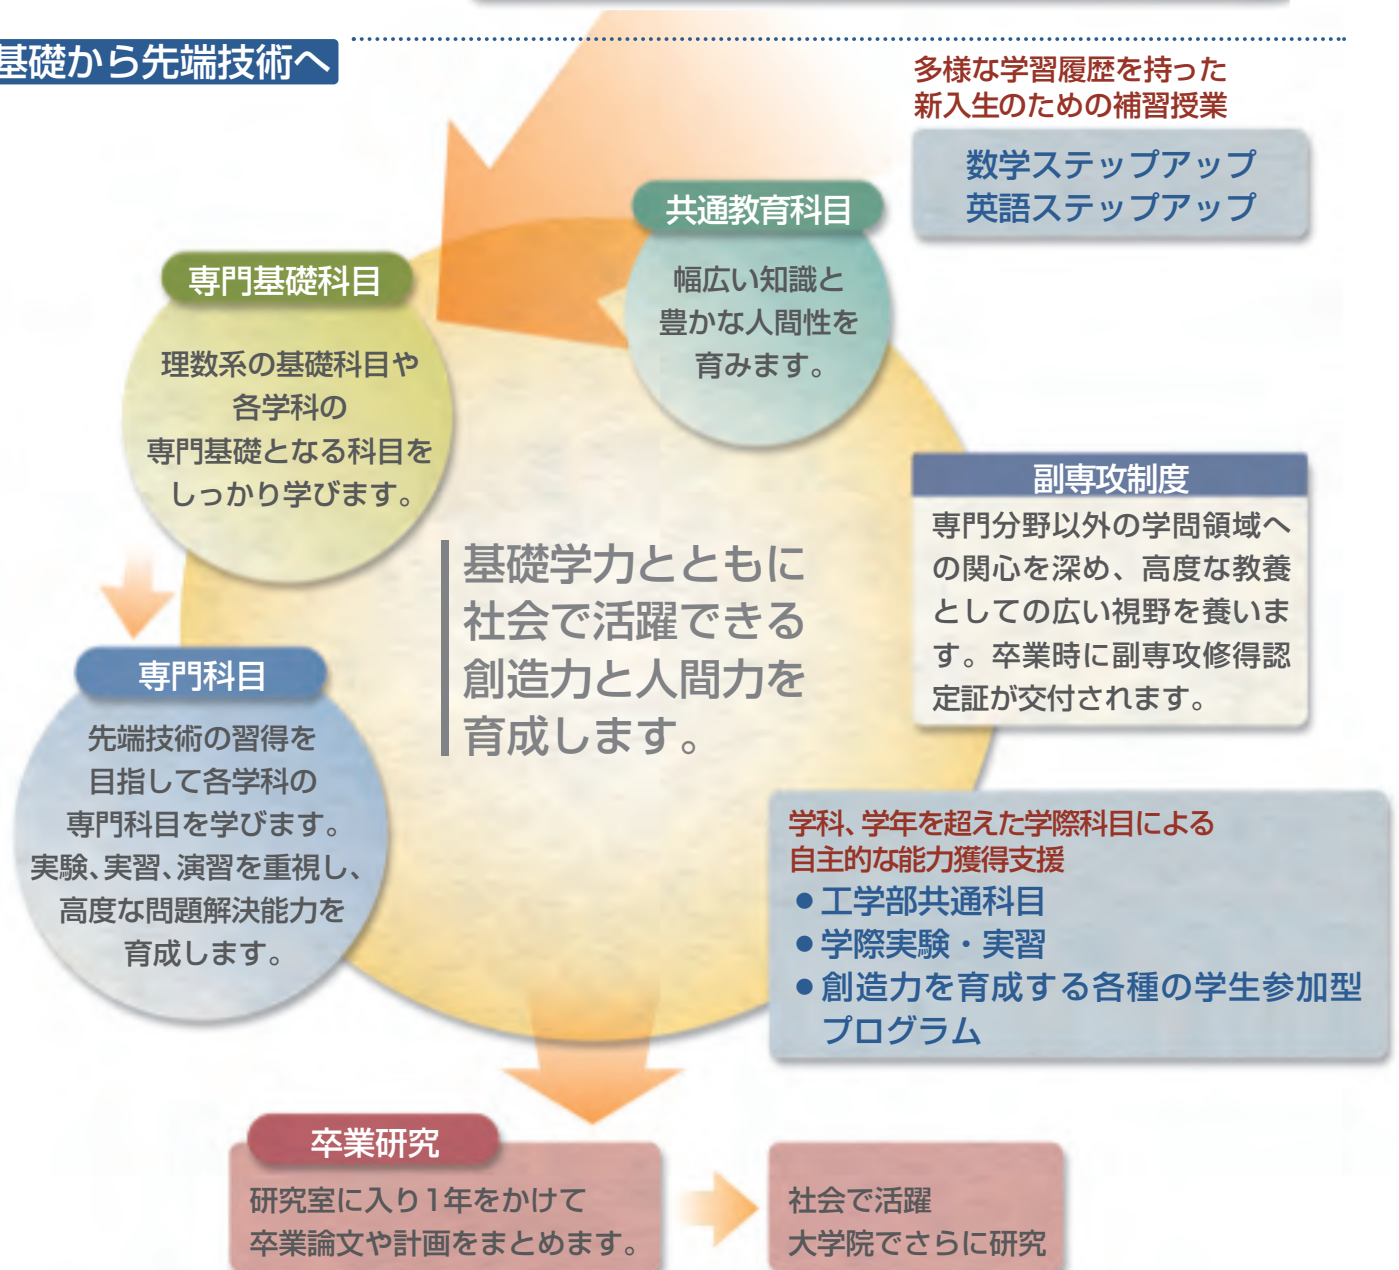 基礎から先端技術へ
多様な学習履歴を持った
新入生のための補習授業
数学ステップアップ
英語ステップアップ
共通教育科目
幅広い知識と
豊かな人間性を
育みます。
専門基礎科目
理数系の基礎科目や
各学科の
専門基礎となる科目を
しっかり学びます。
副専攻制度
専門分野以外の学問領域へ
の関心を深め、高度な教養
としての広い視野を養いま
す。卒業時に副専攻修得認
定証が交付されます。
基礎学力とともに
社会で活躍できる
創造力と人間力を
育成します。
専門科目
先端技術の習得を
目指して各学科の
専門科目を学びます。
実験、実習、演習を重視し、
高度な問題解決能力を
育成します。
学科、学年を超えた学際科目による
自主的な能力獲得支援
●工学部共通科目
●学際実験・実習
●創造力を育成する各種の学生参加型
プログラム
卒業研究
研究室に入り1年をかけて
卒業論文や計画をまとめます。
社会で活躍
大学院でさらに研究